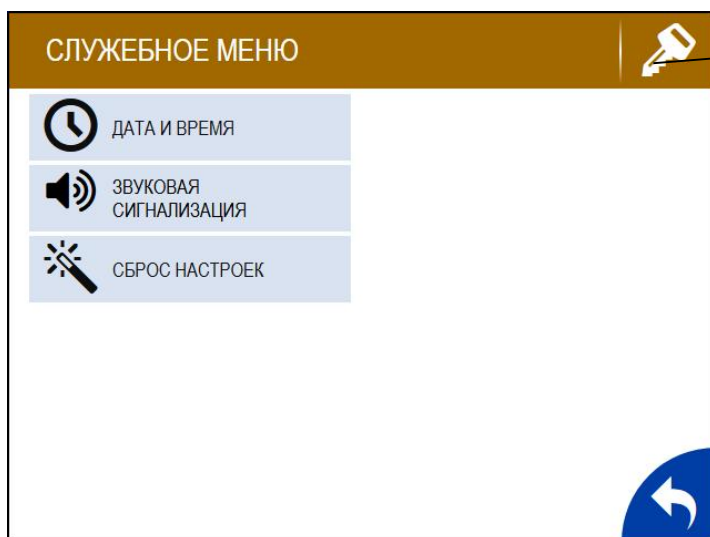 СЛУЖЕБНОЕ МЕНЮ
ДАТА И ВРЕМЯ
ЗВУКОВАЯ
СИГНАЛИЗАЦИЯ
СБРОС НАСТРОЕК